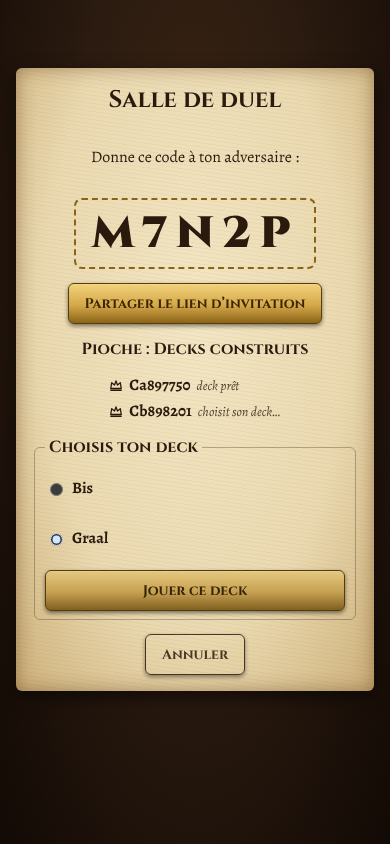 Salle de duel
Donne ce code à ton adversaire :
M7N2P
Partager le lien d'invitation
Pioche : Decks construits
Ca897750 deck prêt
Cb898201 choisit son deck…
Choisis ton deck
Bis
Graal
Jouer ce deck
Annuler